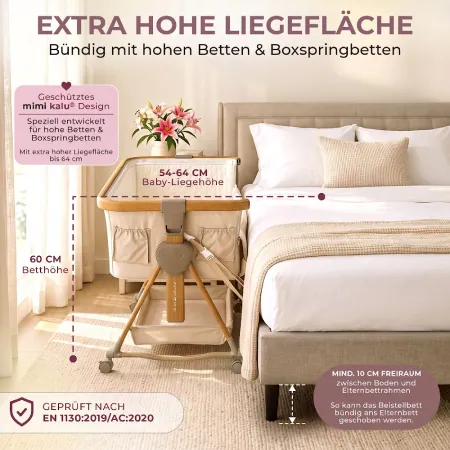 EXTRA HOHE LIEGEFLÄCHE
Bündig mit hohen Betten & Boxspringbetten
Geschütztes
mimi kalu® Design
Speziell entwickelt
für hohe Betten &
Boxspringbetten
Mit extra hoher Liegefläche
bis 64 cm
54-64 CM
Baby-Liegehöhe
60 CM
Betthöhe
MIND. 10 CM FREIRAUM
zwischen Boden und
Elternbettrahmen
So kann das Beistellbett
bündig ans Elternbett
geschoben werden.
GEPRÜFT NACH
EN 1130:2019/AC:2020